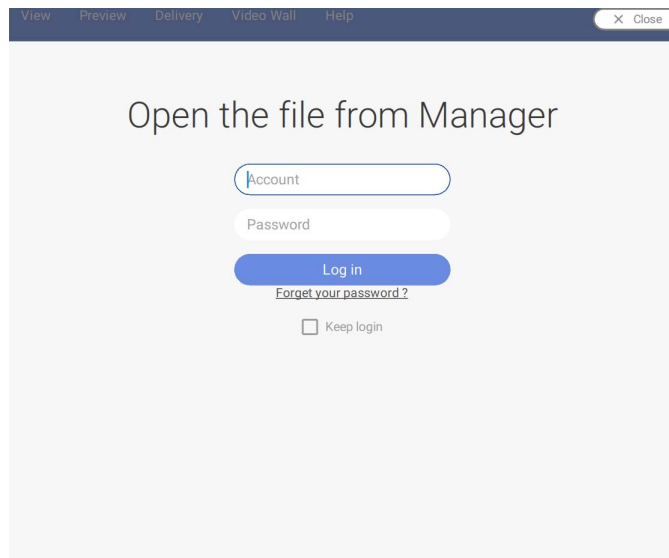 View Preview Delivery Video Wall Help Close
Open the file from Manager
Account
Password
Log in
Forget your password ?
Keep login